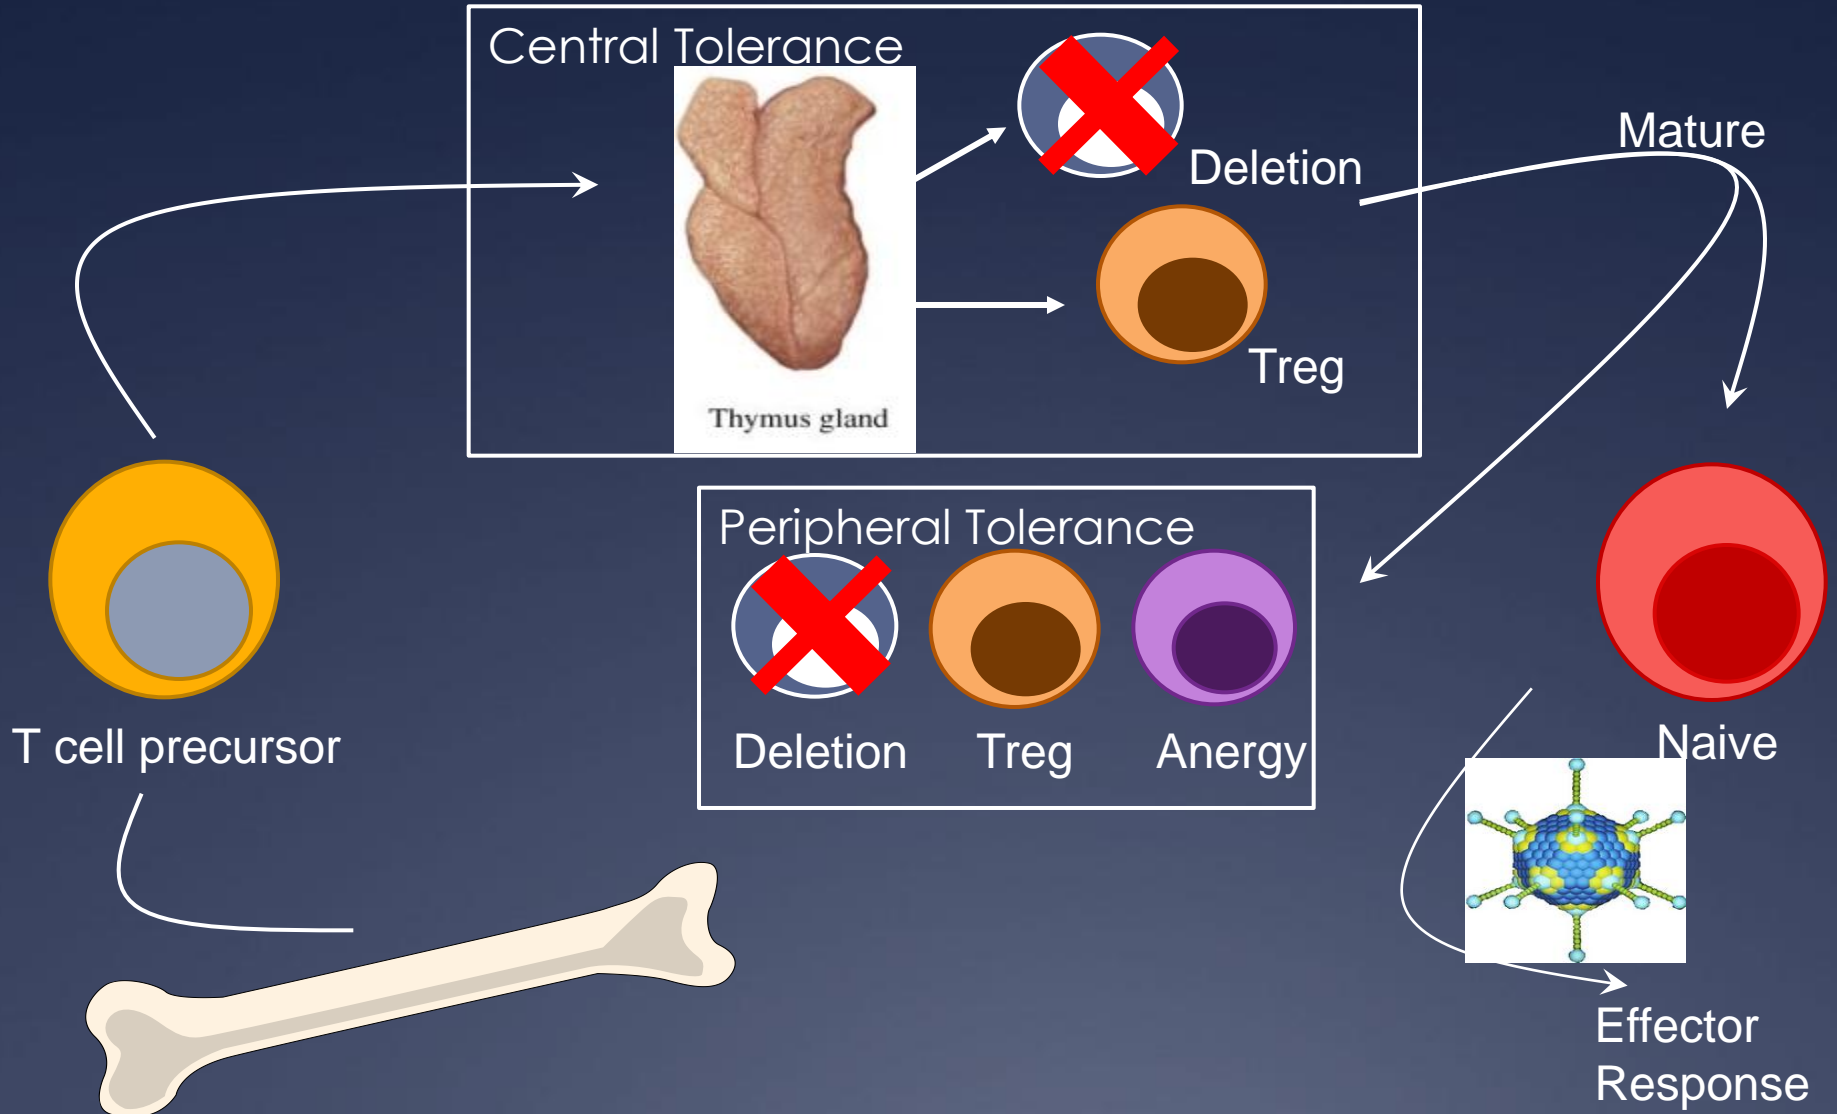 Central Tolerance
Deletion
Mature
Treg
Thymus gland
Peripheral Tolerance
Deletion
Treg
Anergy
T cell precursor
Naive
Effector
Response